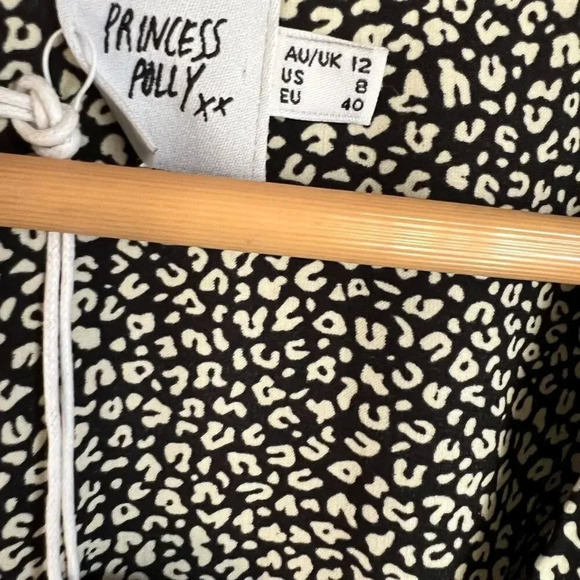 PRINCESS
POLLY xx
AU/UK 12
US 8
EU 40